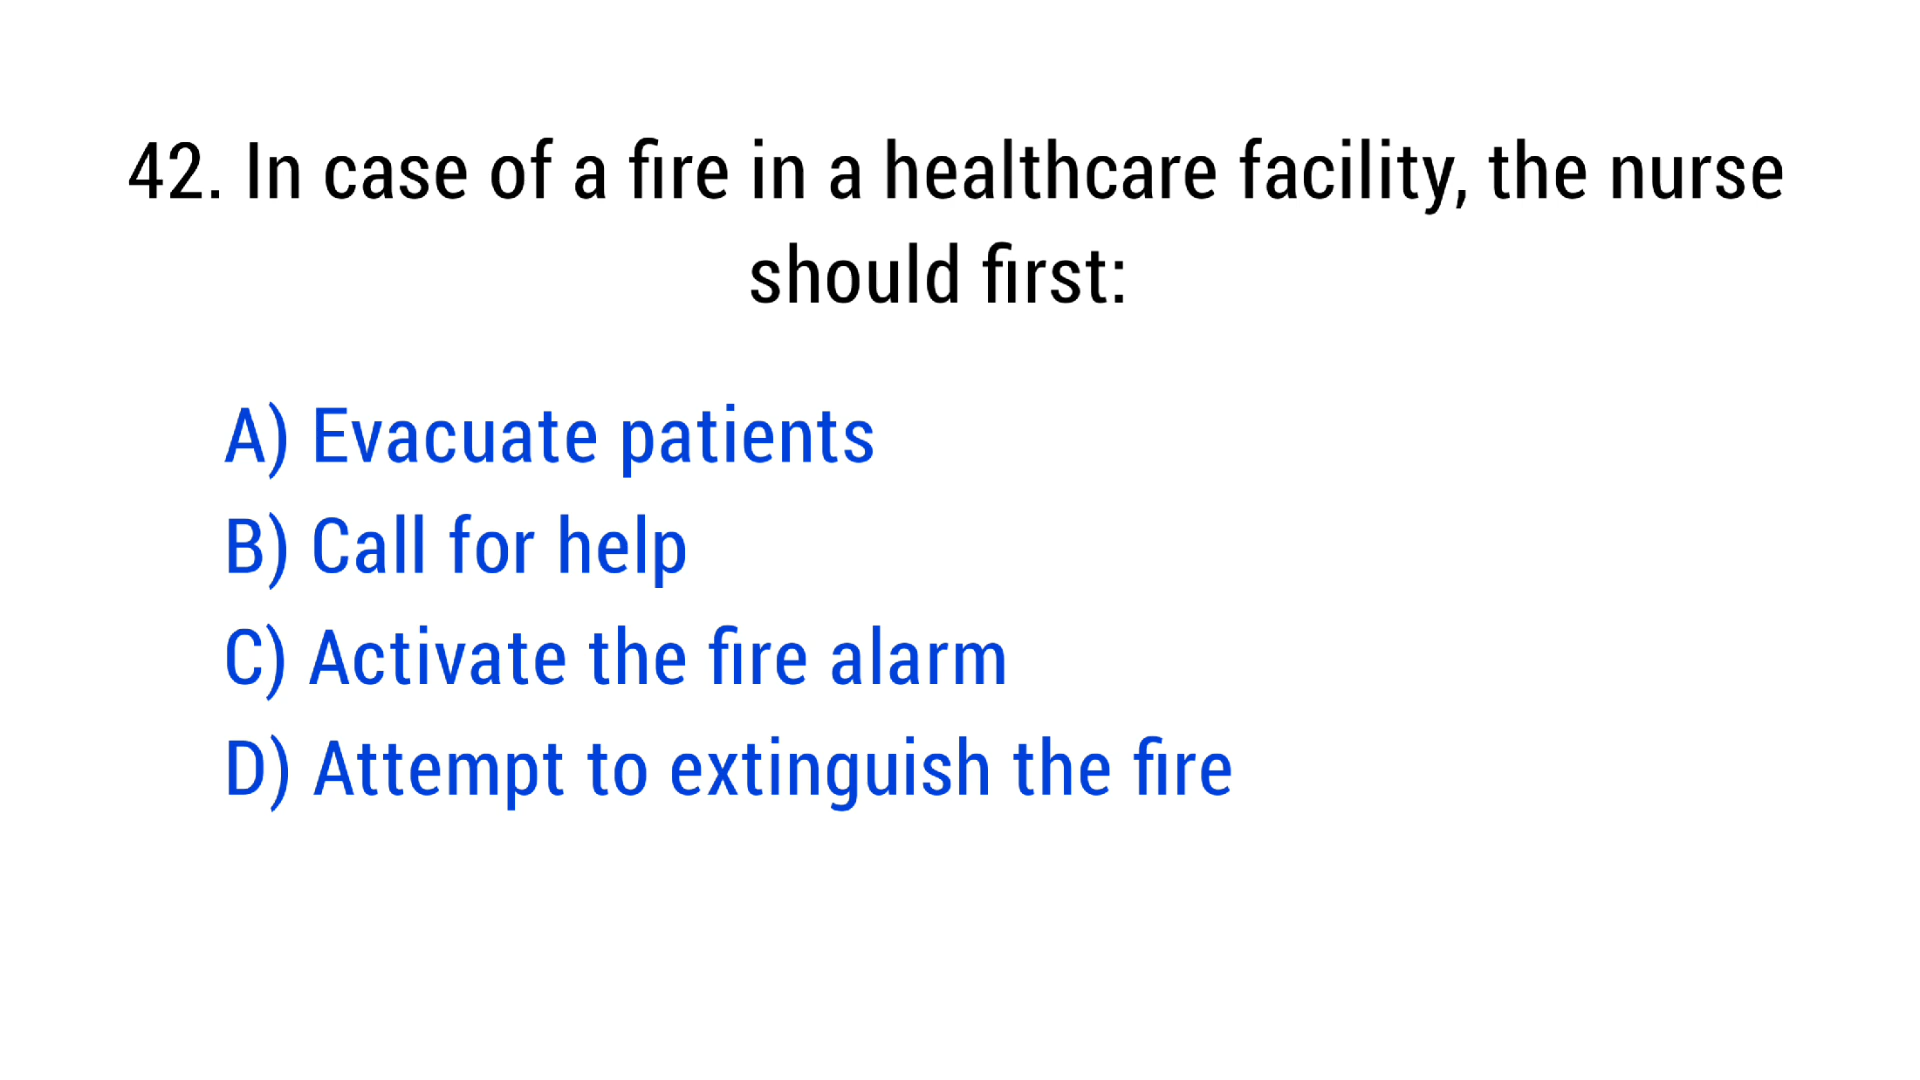 42. In case of a fire in a healthcare facility, the nurse
should first:
A) Evacuate patients
B) Call for help
C) Activate the fire alarm
D) Attempt to extinguish the fire